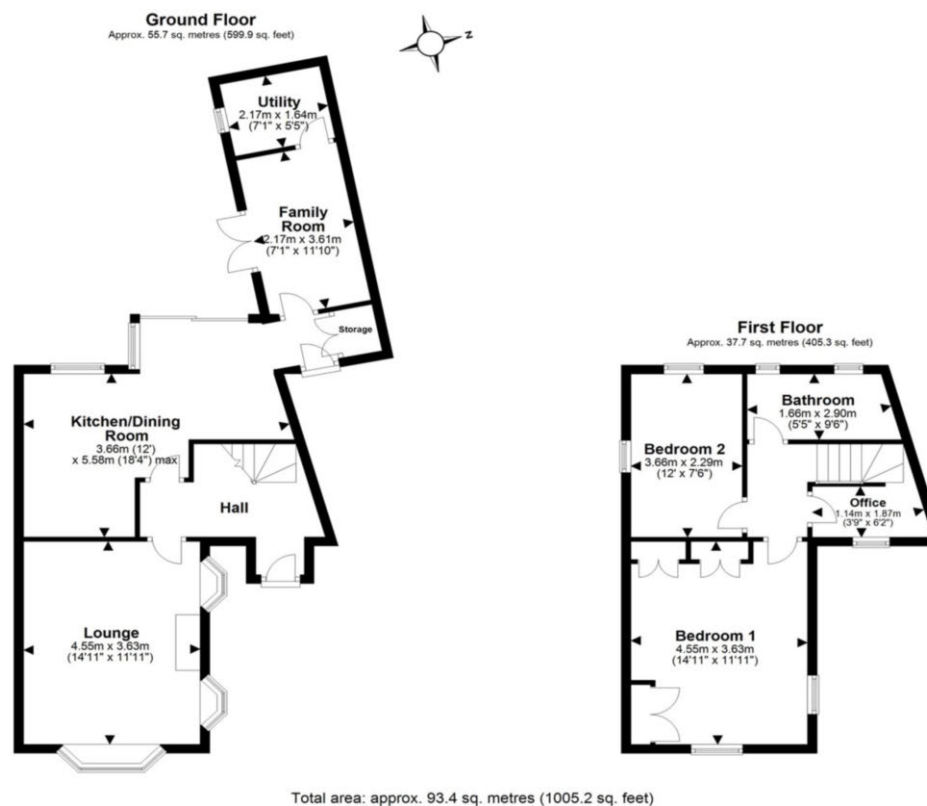 Ground Floor
Approx. 55.7 sq. metres (599.9 sq. feet)
Z
Utility
2.17m x 1.64m
(7'1" x 5'5")
Family
Room
2.17m x 3.61m
(7'1" x 11'10")
Storage
Kitchen/Dining
Room
3.66m (12')
x 5.58m (18'4") max
Hall
Lounge
4.55m x 3.63m
(14'11" x 11'11")
First Floor
Approx. 37.7 sq. metres (405.3 sq. feet)
Bathroom
1.66m x 2.90m
(5'5" x 9'6")
Bedroom 2
3.66m x 2.29m
(12' x 7'6")
Office
1.14m x 1.87m
(3'9" x 6'2")
Bedroom 1
4.55m x 3.63m
(14'11" x 11'11")
Total area: approx. 93.4 sq. metres (1005.2 sq. feet)